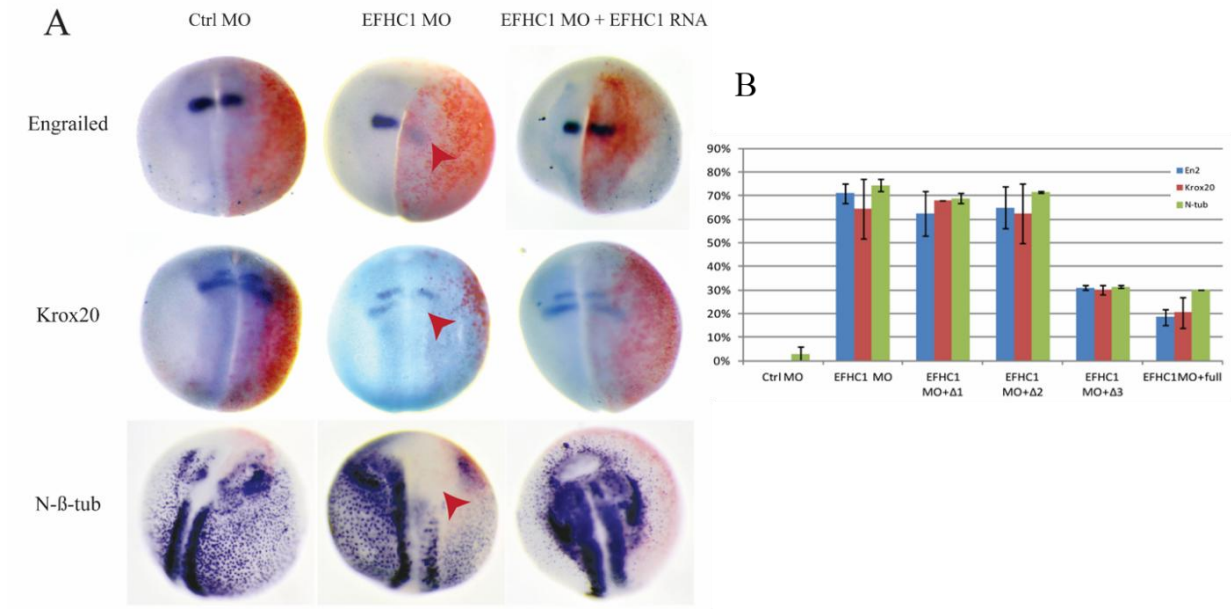 A
Ctrl MO
EFHC1 MO
EFHC1 MO + EFHC1 RNA
Engrailed
Krox20
N-ß-tub
B
90%
80%
70%
60%
50%
40%
30%
20%
10%
0%
En2
Krox20
N-tub
Ctrl MO
EFHC1 MO
EFHC1
MO+Δ1
EFHC1
MO+Δ2
EFHC1
MO+Δ3
EFHC1MO+full